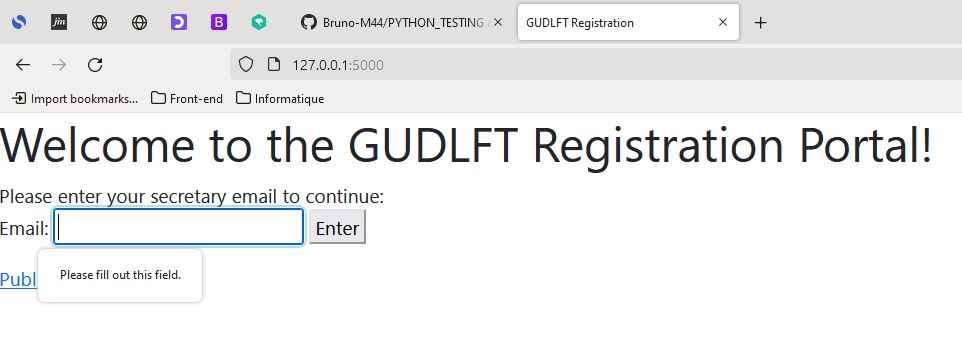 jm
B
Bruno-M44/PYTHON_TESTING
GUDLFT Registration
127.0.0.1:5000
Import bookmarks...
Front-end
Informatique
Welcome to the GUDLFT Registration Portal!
Please enter your secretary email to continue:
Email:
Enter
Publ
Please fill out this field.